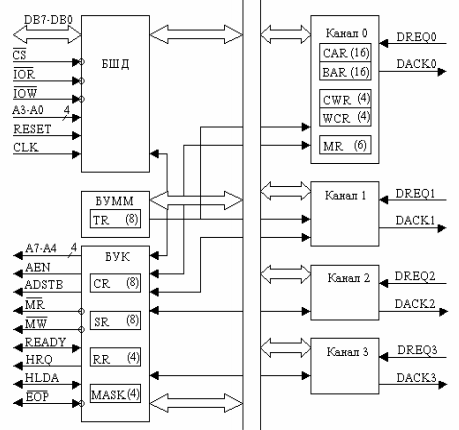 DB7-DB0
CS
IOR
IOW
A3-A0 4
RESET
CLK
БШД
БУММ
TR (8)
A7-A4 4
AEN
ADSTB
MR
MW
READY
HRQ
HLDA
EOP
БУК
CR (8)
SR (8)
RR (4)
MASK (4)
Канал 0
CAR (16)
BAR (16)
CWR (4)
WCR (4)
MR (6)
DREQ0
DACK0
Канал 1
DREQ1
DACK1
Канал 2
DREQ2
DACK2
Канал 3
DREQ3
DACK3